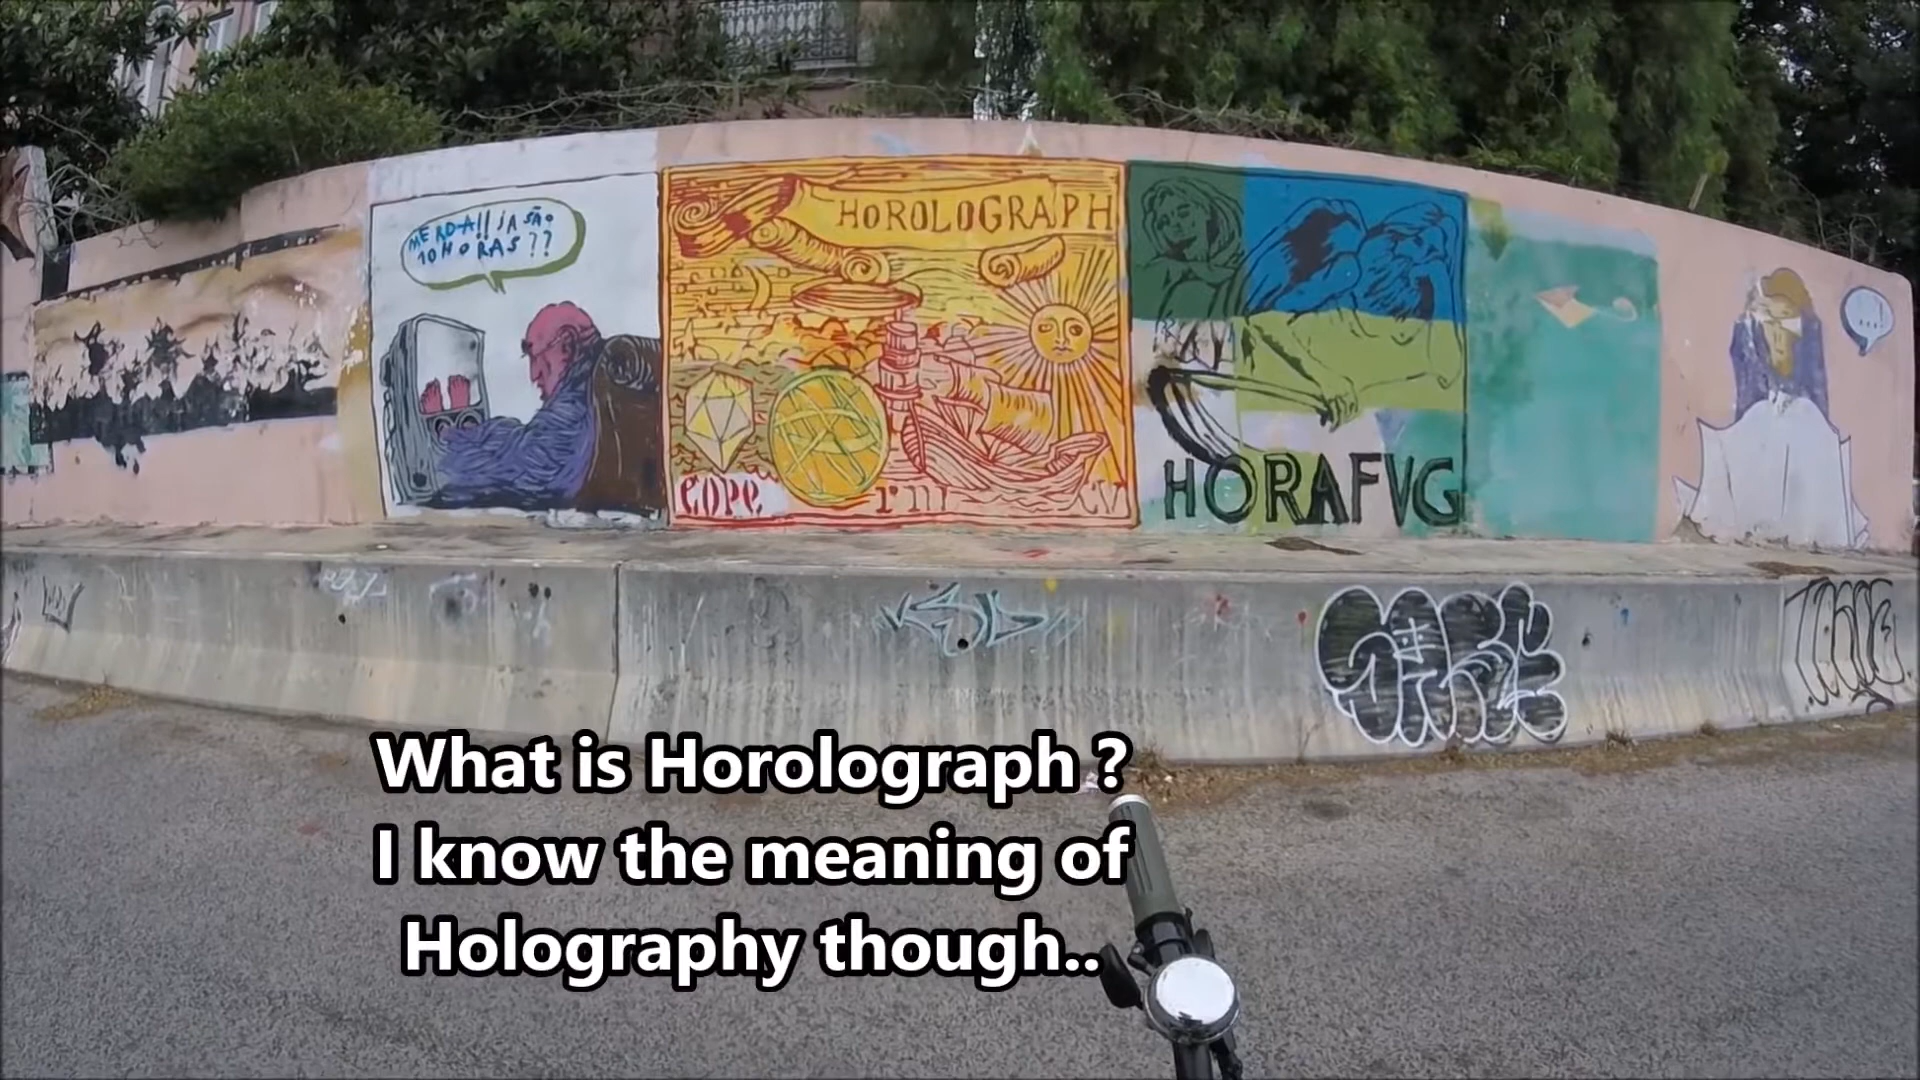 MERDA!! JA SÃO
10 HORAS??
HOROLOGRAPH
HORAFVG
...!
What is Horolograph ?
I know the meaning of
Holography though..